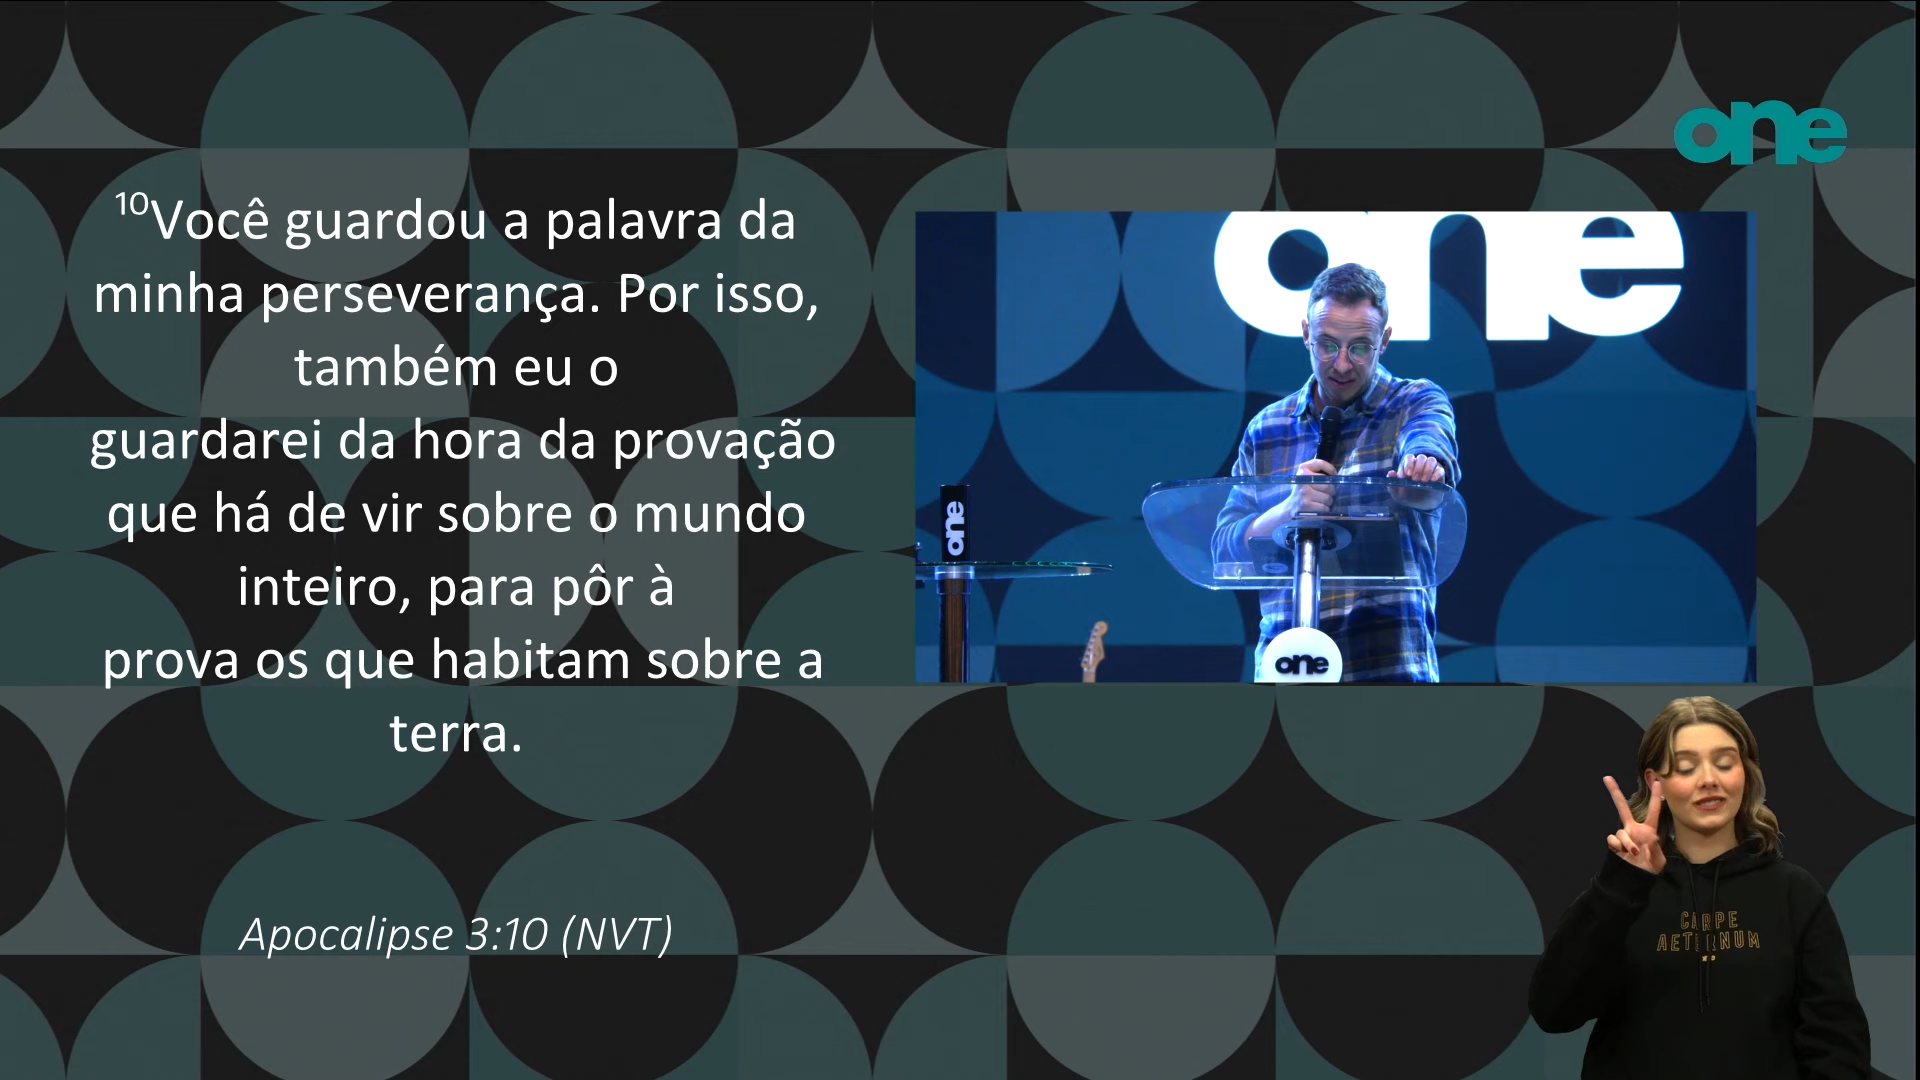 ¹⁰Você guardou a palavra da
minha perseverança. Por isso,
também eu o
guardarei da hora da provação
que há de vir sobre o mundo
inteiro, para pôr à
prova os que habitam sobre a
terra.
Apocalipse 3:10 (NVT)
one
one
one
one
CARPE
AETERNUM